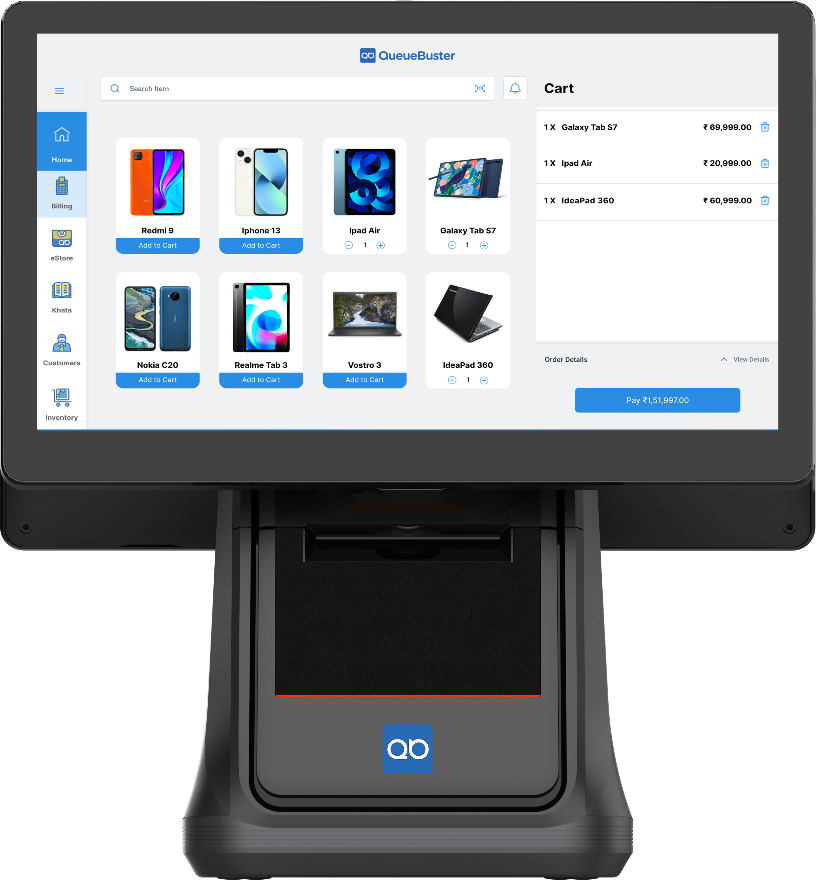 QueueBuster
Search Item
Cart
Home
Billing
eStore
Khata
Customers
Inventory
Redmi 9
Add to Cart
Iphone 13
Add to Cart
Ipad Air
1
Galaxy Tab S7
1
Nokia C20
Add to Cart
Realme Tab 3
Add to Cart
Vostro 3
Add to Cart
IdeaPad 360
1
1 X Galaxy Tab S7 ₹ 69,999.00
1 X Ipad Air ₹ 20,999.00
1 X IdeaPad 360 ₹ 60,999.00
Order Details View Details
Pay ₹1,51,997.00